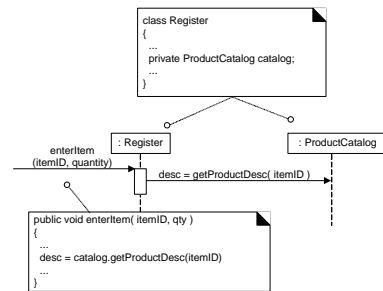 class Register
{
...
private ProductCatalog catalog;
...
}
: Register
: ProductCatalog
enterItem
(itemID, quantity)
desc = getProductDesc( itemID )
public void enterItem( itemID, qty )
{
...
desc = catalog.getProductDesc(itemID)
...
}